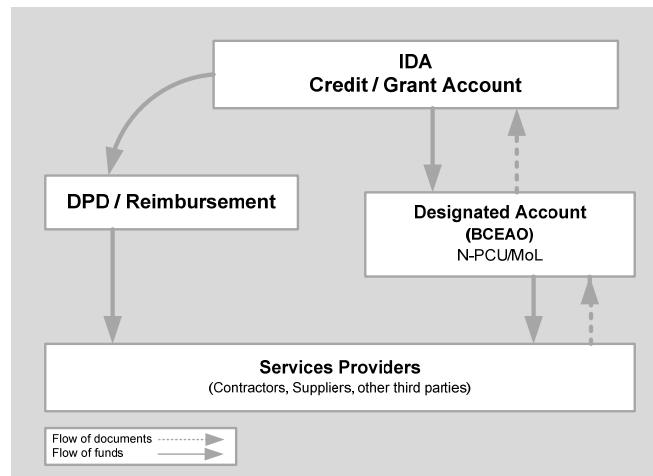 IDA
Credit / Grant Account
DPD / Reimbursement
Designated Account
(BCEAO)
N-PCU/MoL
Services Providers
(Contractors, Suppliers, other third parties)
Flow of documents
Flow of funds